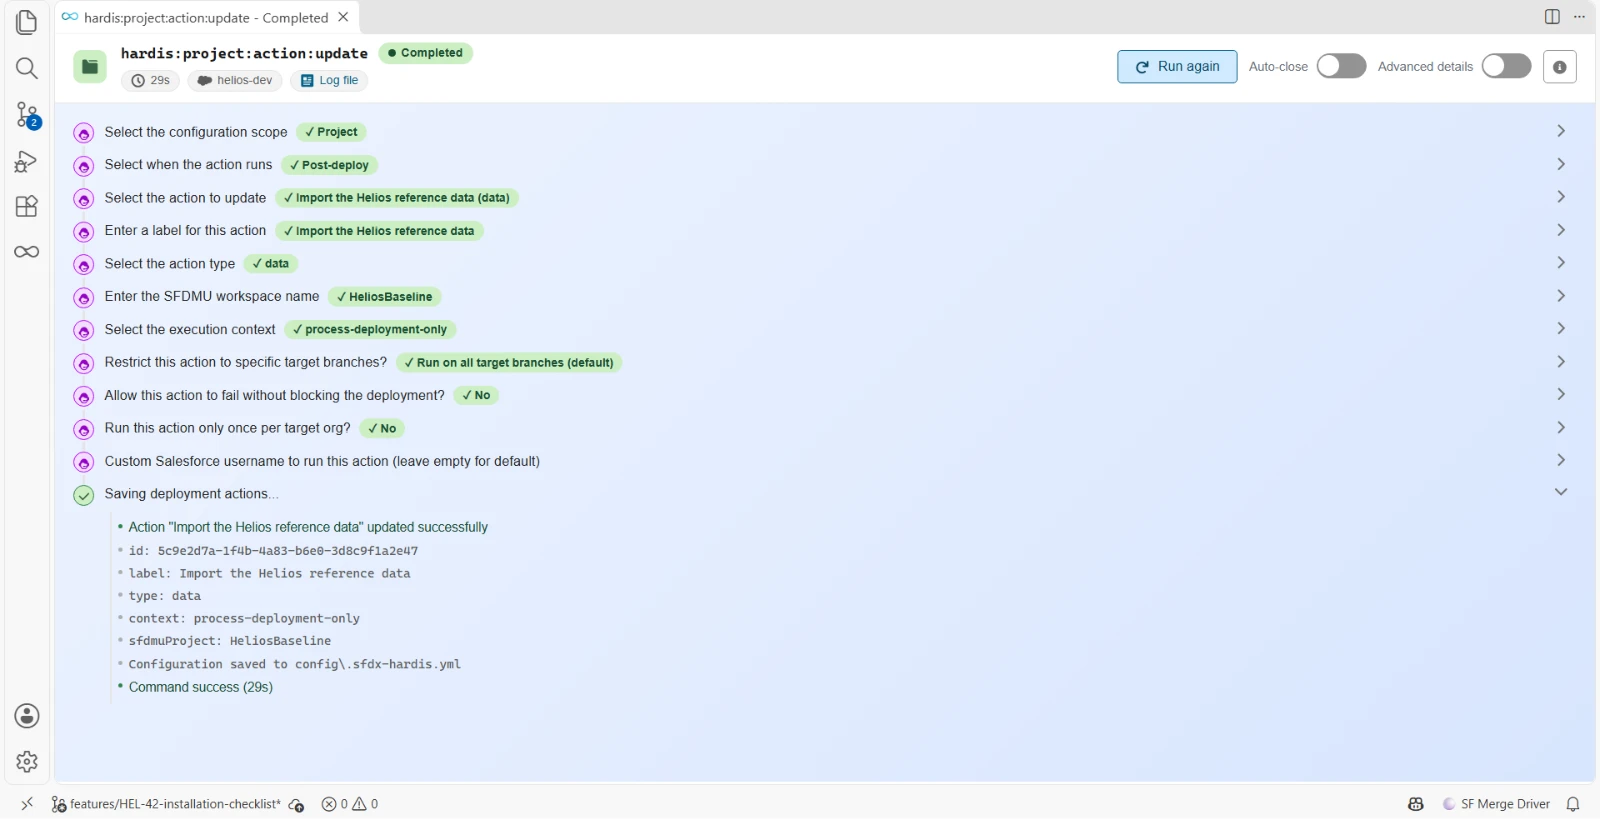 hardis:project:action:update - Completed
hardis:project:action:update
Completed
29s
helios-dev
Log file
Run again
Auto-close
Advanced details
Select the configuration scope ✓ Project
Select when the action runs ✓ Post-deploy
Select the action to update ✓ Import the Helios reference data (data)
Enter a label for this action ✓ Import the Helios reference data
Select the action type ✓ data
Enter the SFDMU workspace name ✓ HeliosBaseline
Select the execution context ✓ process-deployment-only
Restrict this action to specific target branches? ✓ Run on all target branches (default)
Allow this action to fail without blocking the deployment? ✓ No
Run this action only once per target org? ✓ No
Custom Salesforce username to run this action (leave empty for default)
Saving deployment actions...
Action "Import the Helios reference data" updated successfully
id: 5c9e2d7a-1f4b-4a83-b6e0-3d8c9f1a2e47
label: Import the Helios reference data
type: data
context: process-deployment-only
sfdmuProject: HeliosBaseline
Configuration saved to config\.sfdx-hardis.yml
Command success (29s)
2
features/HEL-42-installation-checklist*
0
0
SF Merge Driver